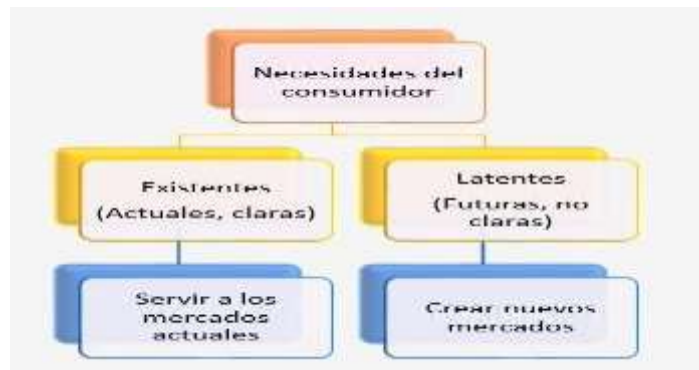 Necesidades del
consumidor
Existentes
(Actuales, claras)
Latentes
(Futuras, no
claras)
Servir a los
mercados
actuales
Crear nuevos
mercados